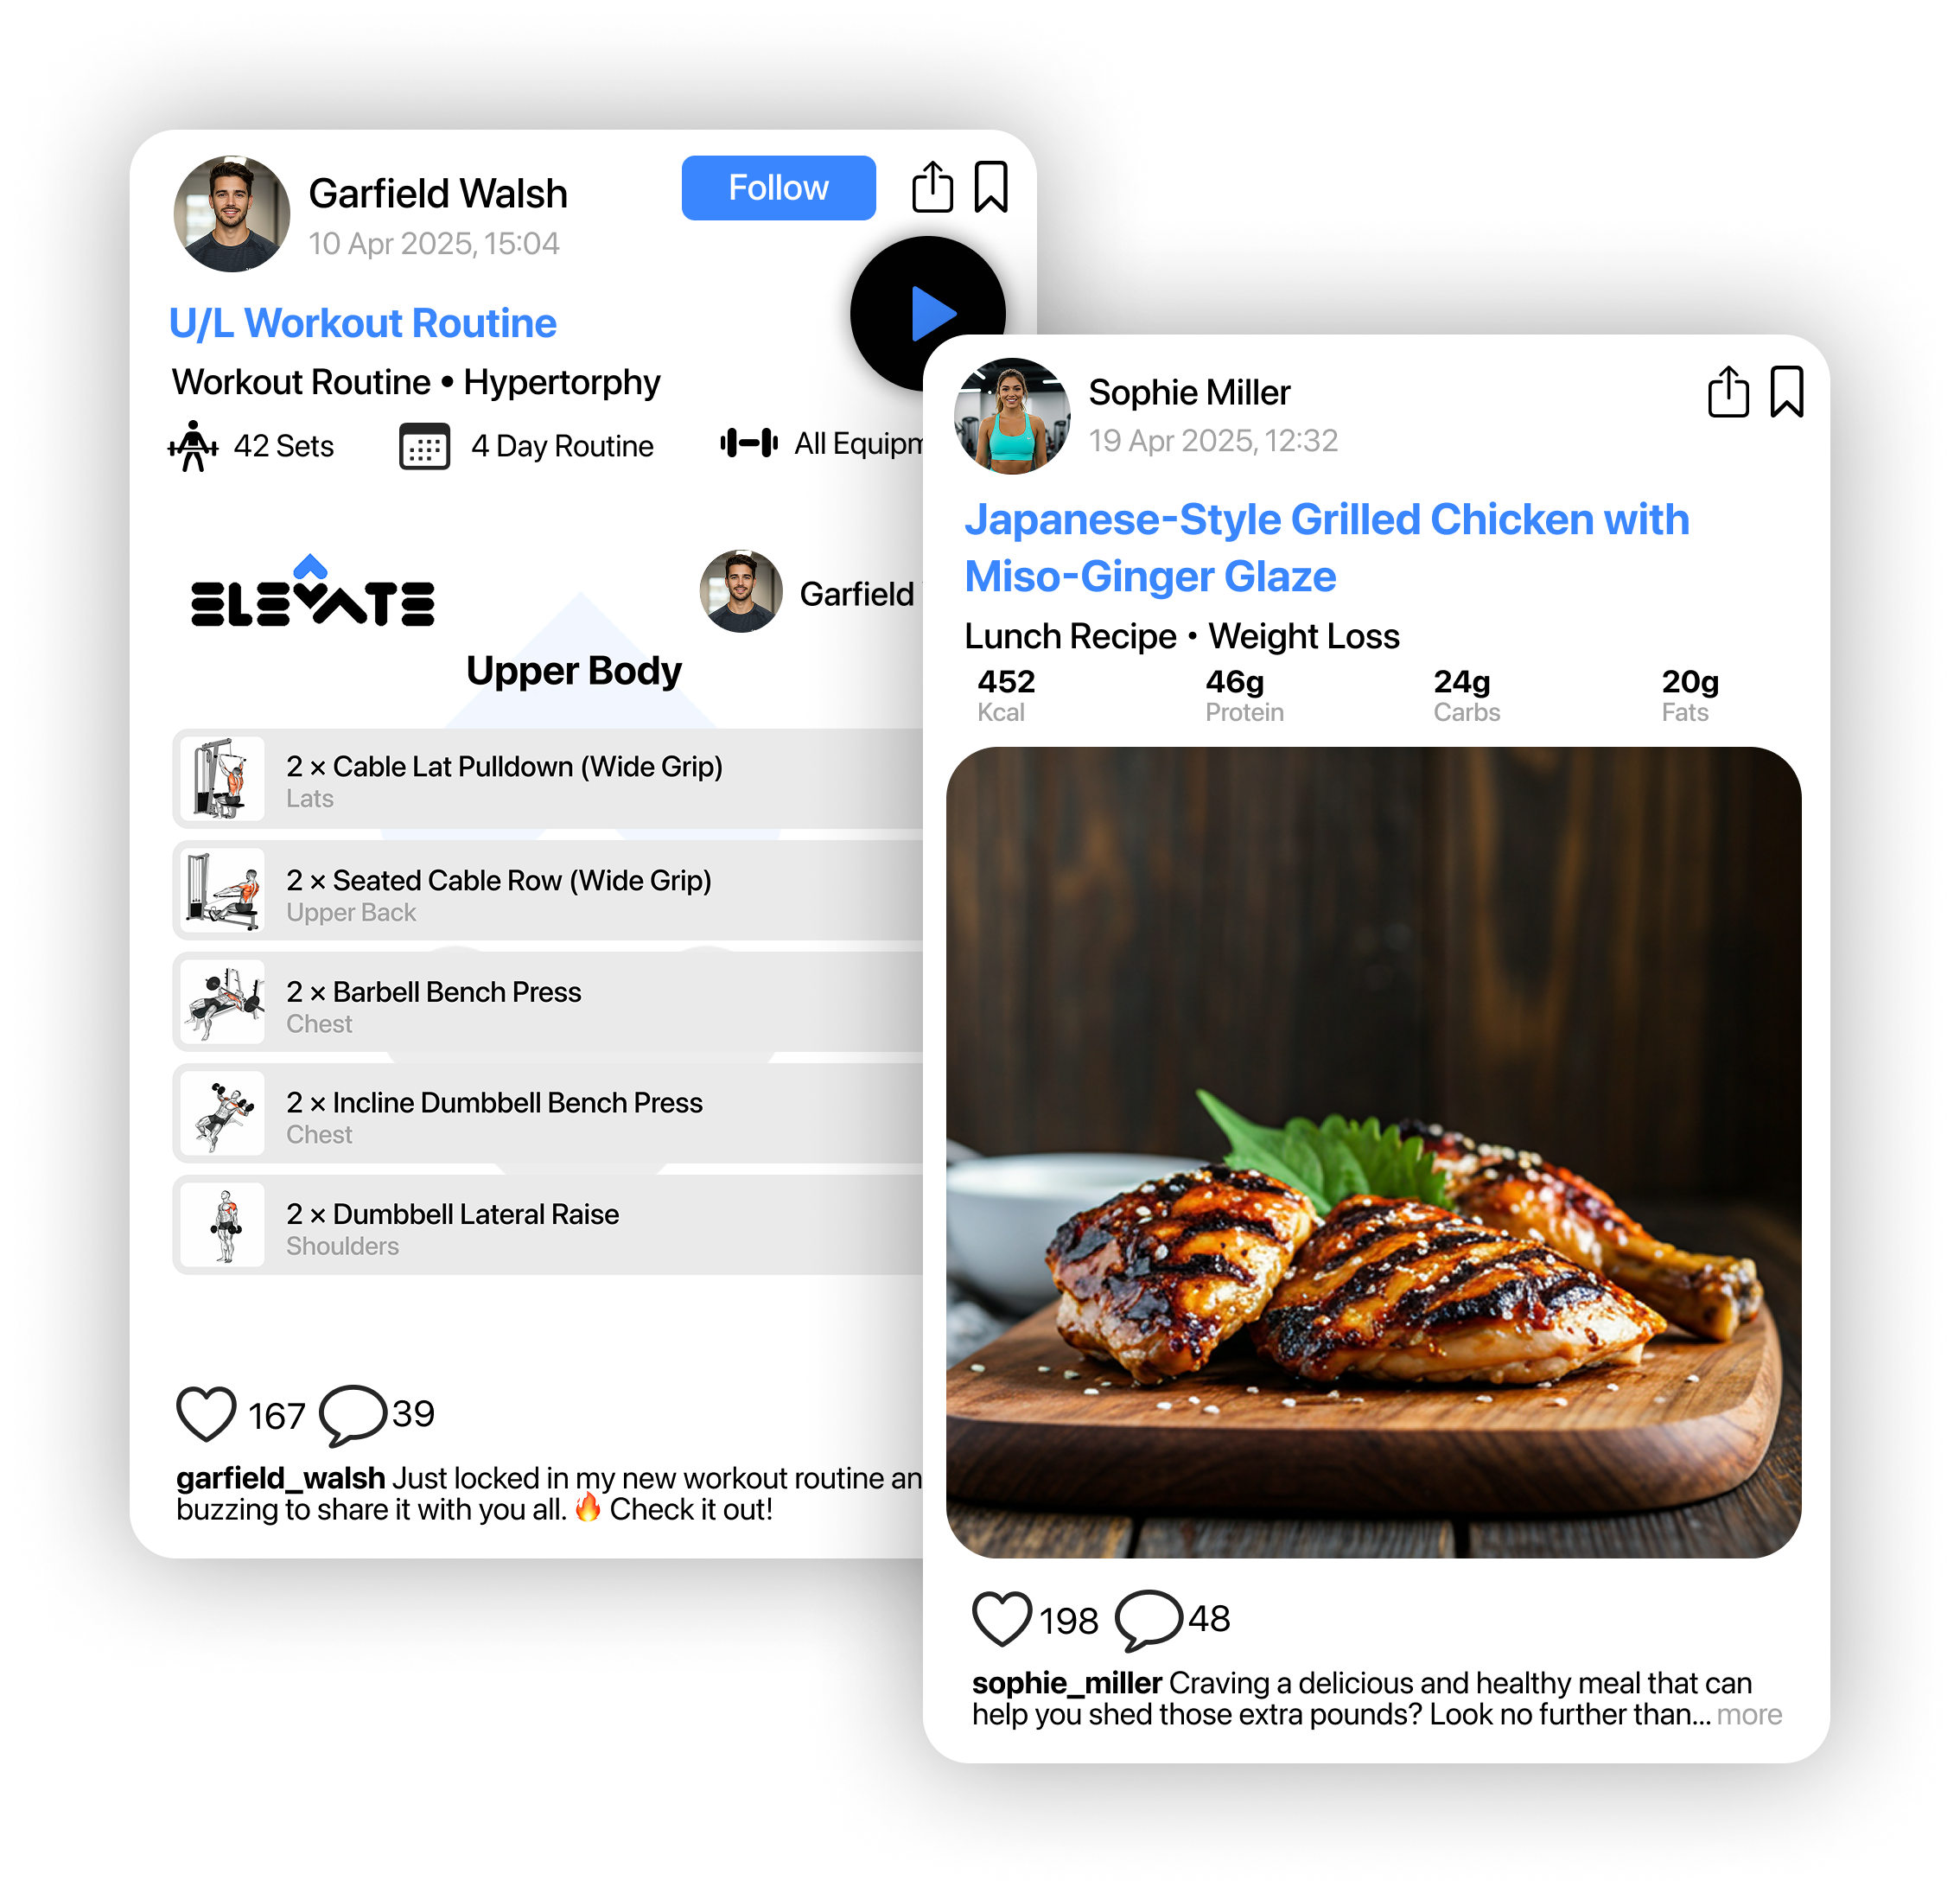 Garfield Walsh
10 Apr 2025, 15:04
Follow
U/L Workout Routine
Workout Routine • Hypertorphy
42 Sets
4 Day Routine
All
ELEVATE
Garfield
Upper Body
2 × Cable Lat Pulldown (Wide Grip)
Lats
2 × Seated Cable Row (Wide Grip)
Upper Back
2 × Barbell Bench Press
Chest
2 × Incline Dumbbell Bench Press
Chest
2 × Dumbbell Lateral Raise
Shoulders
167
39
garfield_walsh Just locked in my new workout routine
buzzing to share it with you all. 🔥 Check it out!
Sophie Miller
19 Apr 2025, 12:32
Japanese-Style Grilled Chicken with
Miso-Ginger Glaze
Lunch Recipe • Weight Loss
452
Kcal
46g
Protein
24g
Carbs
20g
Fats
198
48
sophie_miller Craving a delicious and healthy meal that can
help you shed those extra pounds? Look no further than... more